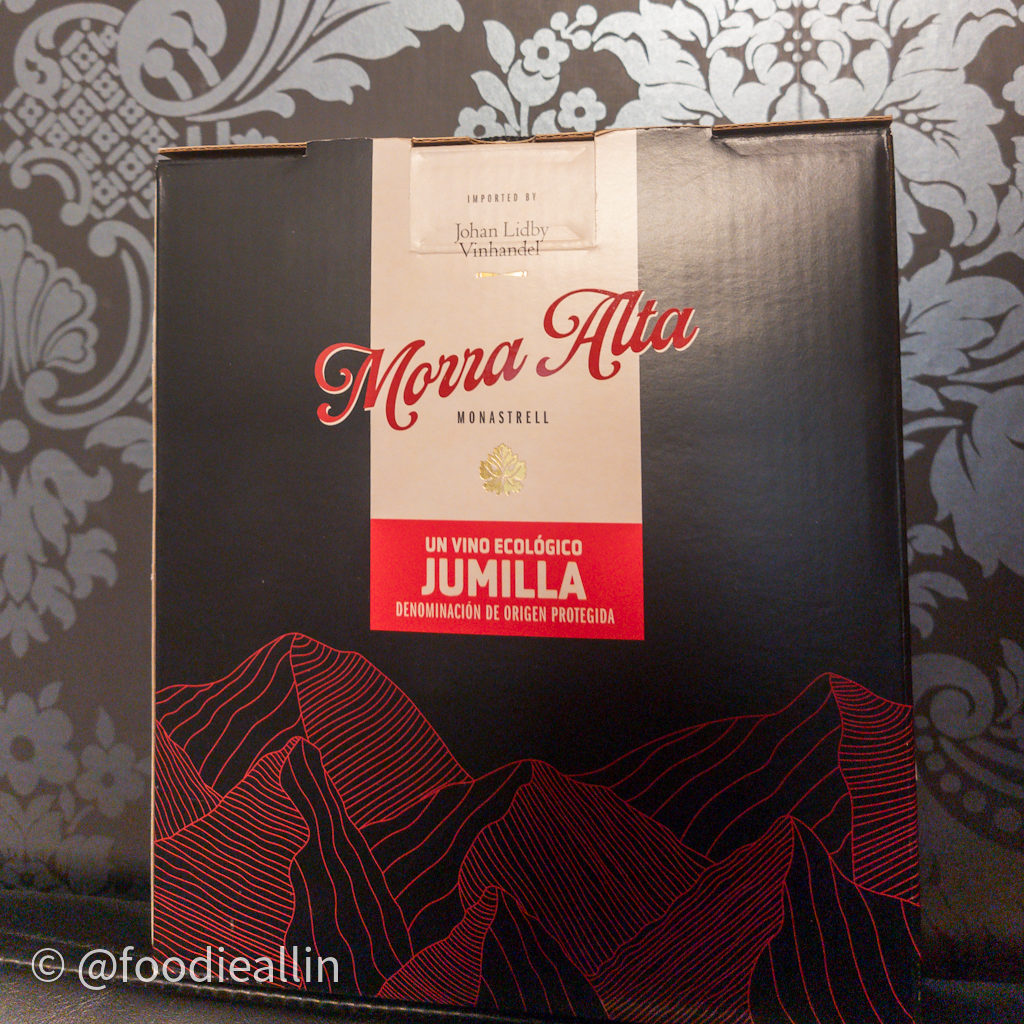 IMPORTED BY
Johan Lidby
Vinhandel
Morra Alta
MONASTRELL
UN VINO ECOLÓGICO
JUMILLA
DENOMINACIÓN DE ORIGEN PROTEGIDA
© @foodieallin